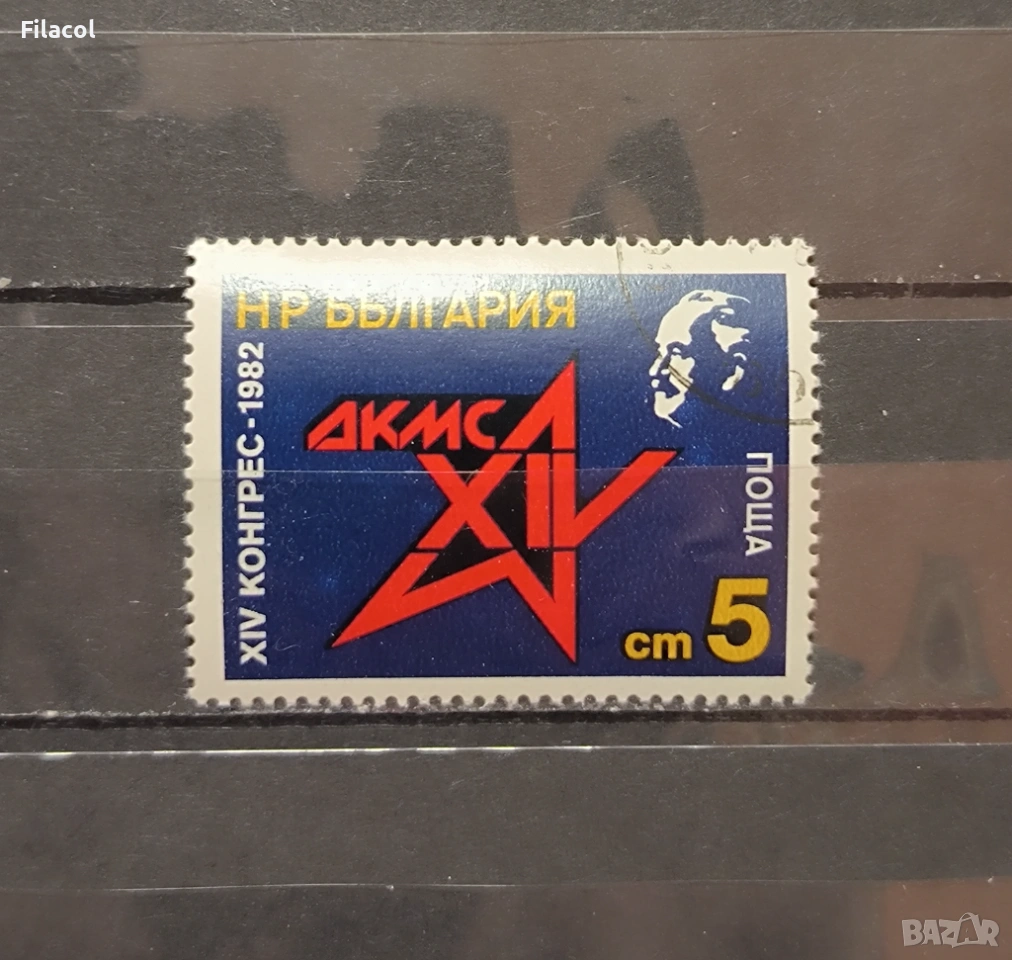 Filacol
НР БЪЛГАРИЯ
XIV КОНГРЕС-1982
ДКМС
XIV
ПОЩА
ст 5
BAZAR